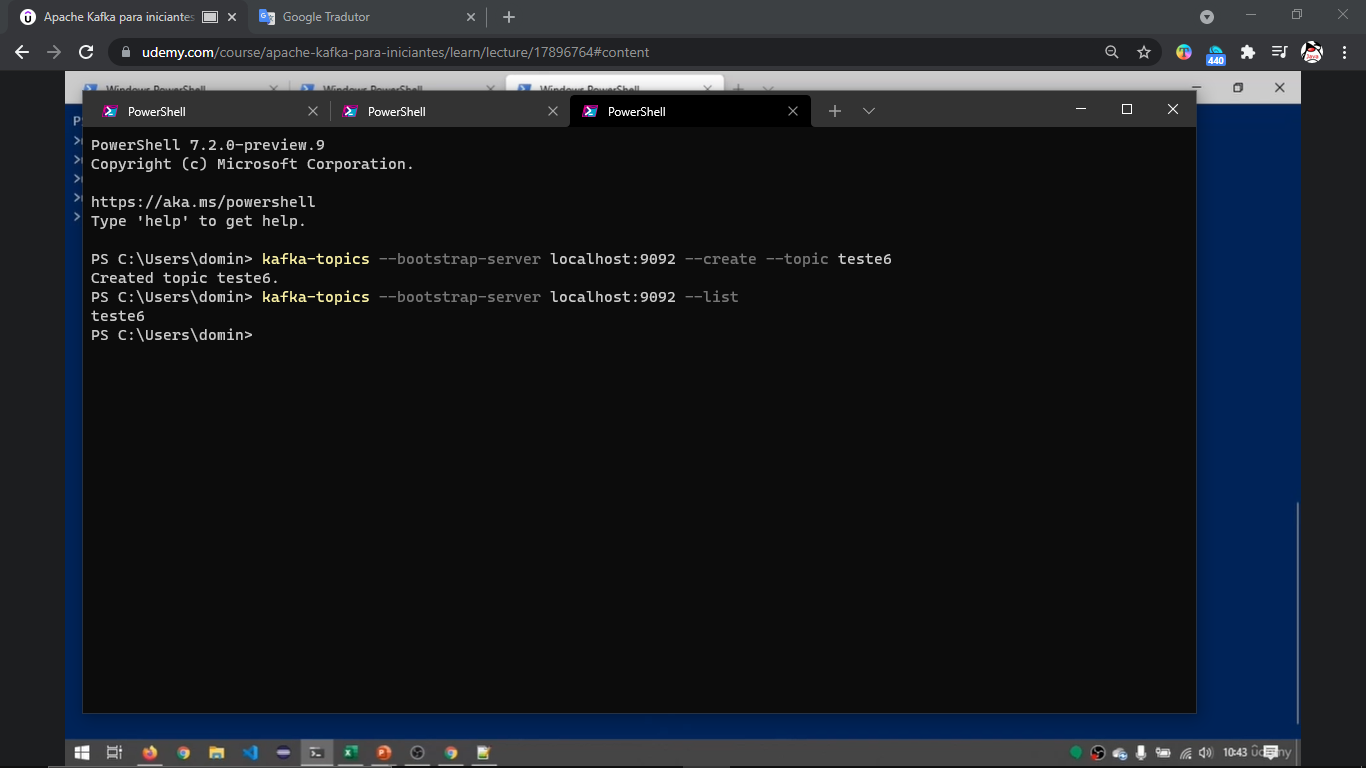 Apache Kafka para iniciantes
Google Tradutor
udemy.com/course/apache-kafka-para-iniciantes/learn/lecture/17896764#content
440
Windows PowerShell
Windows PowerShell
Windows PowerShell
PowerShell
PowerShell
PowerShell
PowerShell 7.2.0-preview.9
Copyright (c) Microsoft Corporation.
https://aka.ms/powershell
Type 'help' to get help.
PS C:\Users\domin> kafka-topics --bootstrap-server localhost:9092 --create --topic teste6
Created topic teste6.
PS C:\Users\domin> kafka-topics --bootstrap-server localhost:9092 --list
teste6
PS C:\Users\domin>
10:43
Udemy